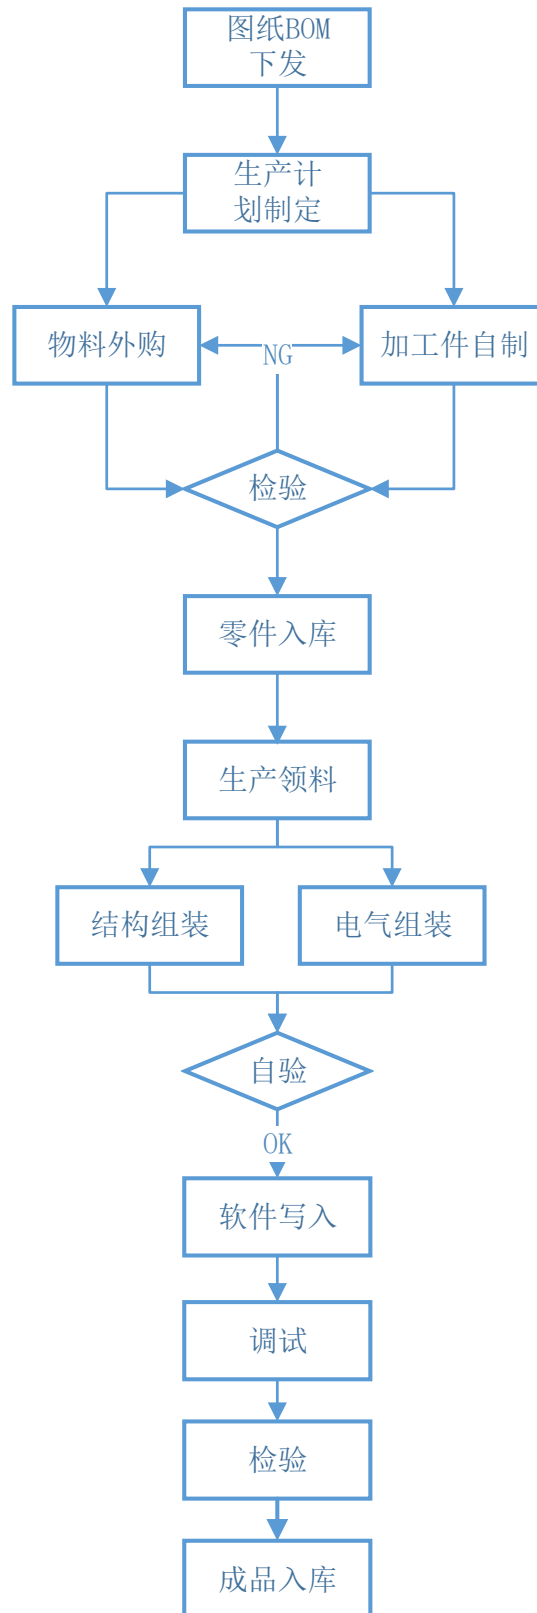 图纸BOM
下发
生产计
划制定
物料外购
NG
加工件自制
检验
零件入库
生产领料
结构组装
电气组装
自验
OK
软件写入
调试
检验
成品入库